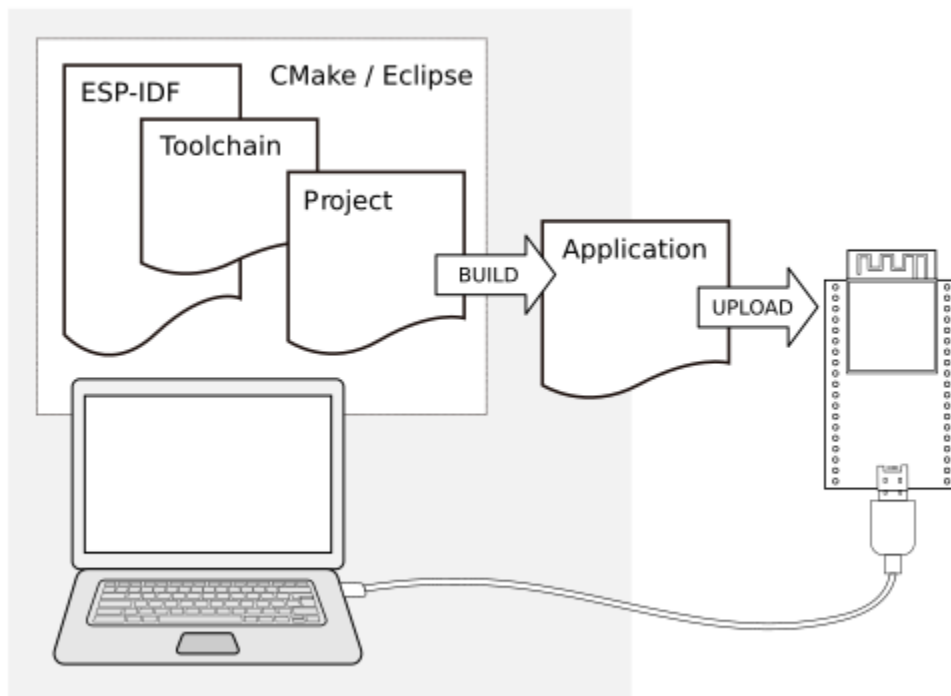 CMake / Eclipse
ESP-IDF
Toolchain
Project
BUILD
Application
UPLOAD